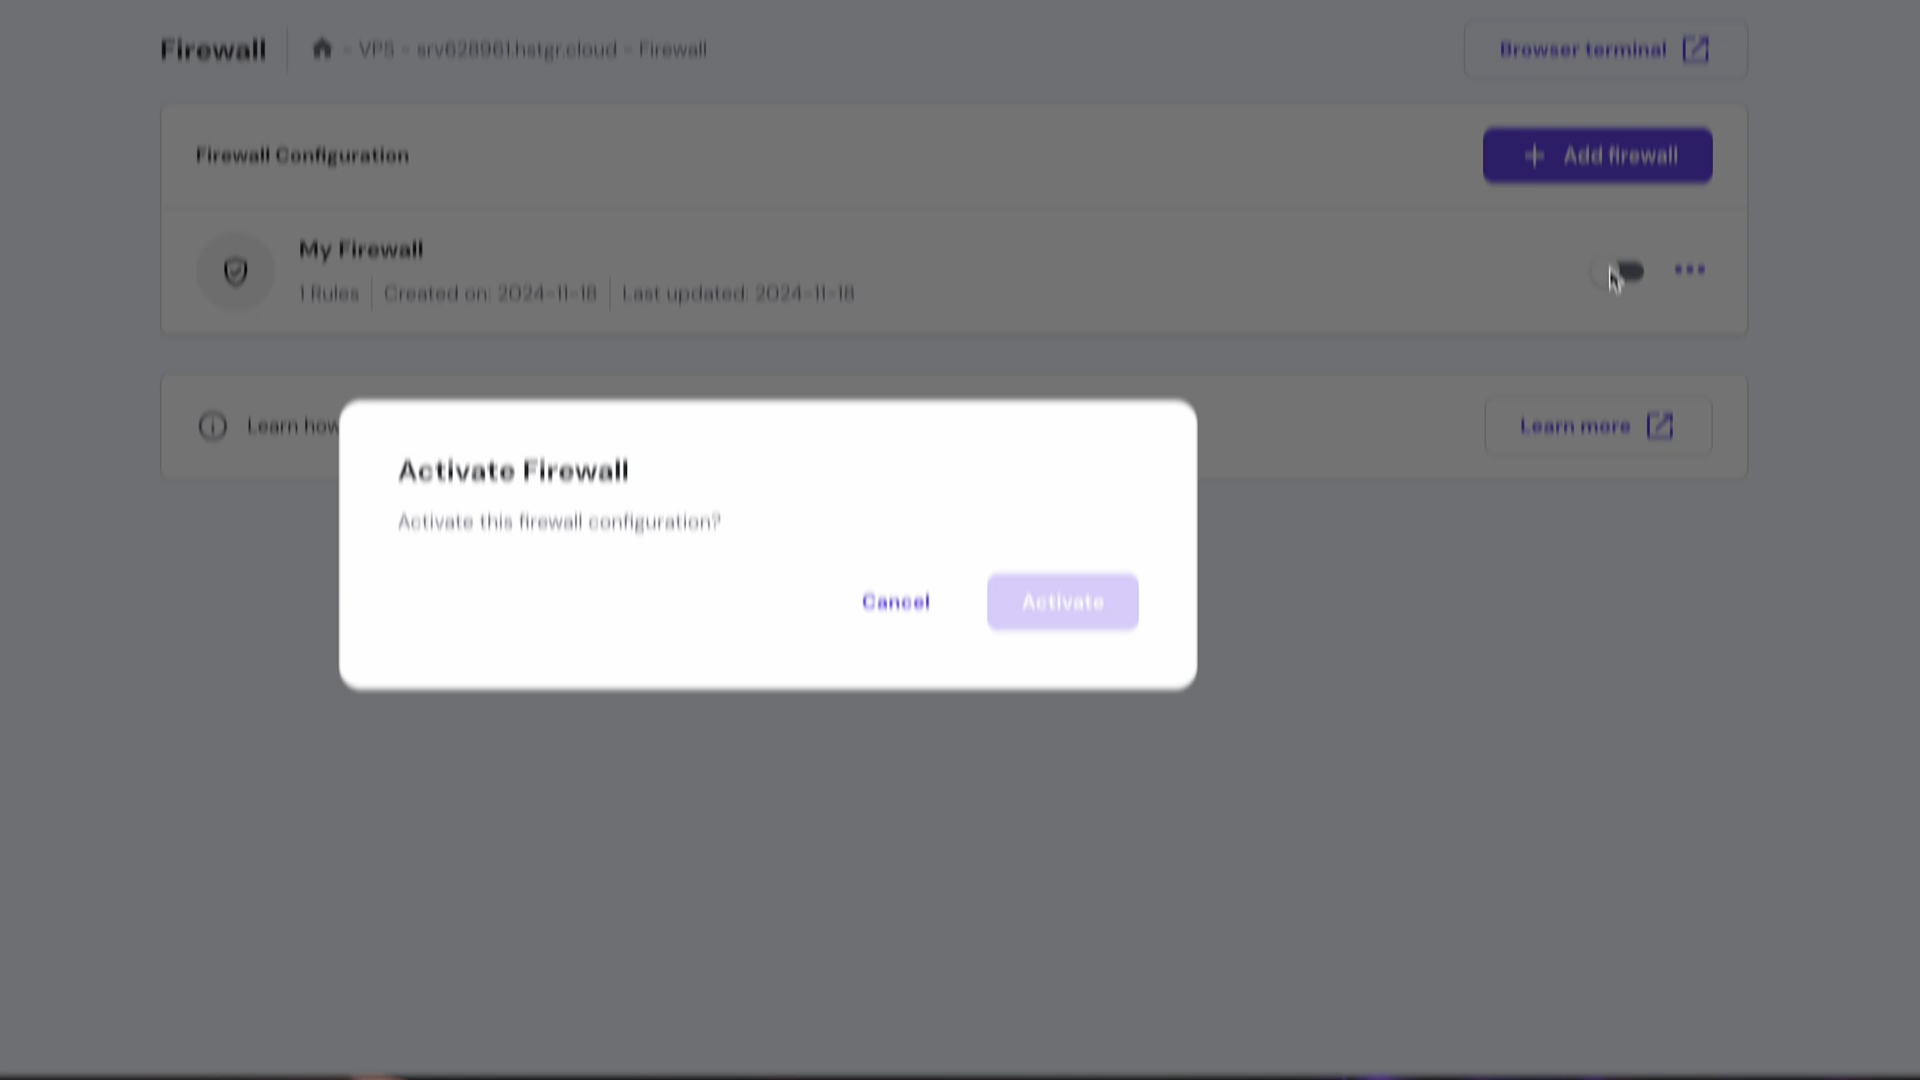 Firewall
- VPS - srv628961.hstgr.cloud - Firewall
Browser terminal
Firewall Configuration
+ Add firewall
My Firewall
1 Rules
Created on: 2024-11-18
Last updated: 2024-11-18
Learn how
Learn more
Activate Firewall
Activate this firewall configuration?
Cancel
Activate